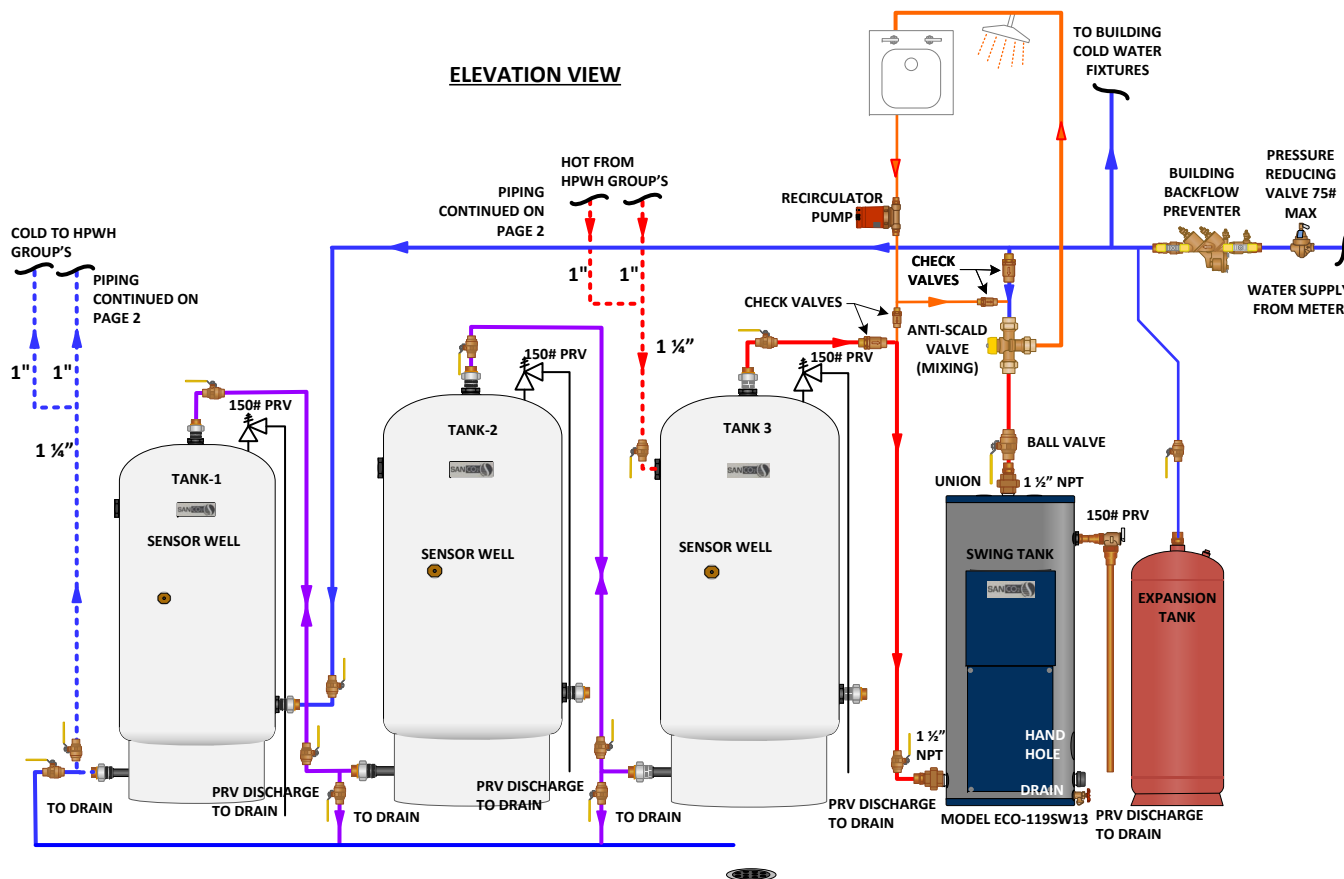 ELEVATION VIEW
TO BUILDING
COLD WATER
FIXTURES
PRESSURE
REDUCING
VALVE 75#
MAX
BUILDING
BACKFLOW
PREVENTER
HOT FROM
HPWH GROUP'S
PIPING
CONTINUED ON
PAGE 2
RECIRCULATOR
PUMP
COLD TO HPWH
GROUP'S
PIPING
CONTINUED ON
PAGE 2
1"
1"
CHECK
VALVES
WATER SUPPLY
FROM METER
CHECK VALVES
ANTI-SCALD
VALVE
(MIXING)
1 ¼”
150# PRV
150# PRV
1"
1"
150# PRV
1 ¼”
TANK-1
SANCO2
SENSOR WELL
TANK-2
SANCO2
SENSOR WELL
TANK 3
SANCO2
SENSOR WELL
BALL VALVE
UNION
1 ½” NPT
150# PRV
SWING TANK
SANCO2
EXPANSION
TANK
1 ½”
NPT
HAND
HOLE
DRAIN
TO DRAIN
PRV DISCHARGE
TO DRAIN
TO DRAIN
PRV DISCHARGE
TO DRAIN
TO DRAIN
PRV DISCHARGE
TO DRAIN
MODEL ECO-119SW13
PRV DISCHARGE
TO DRAIN